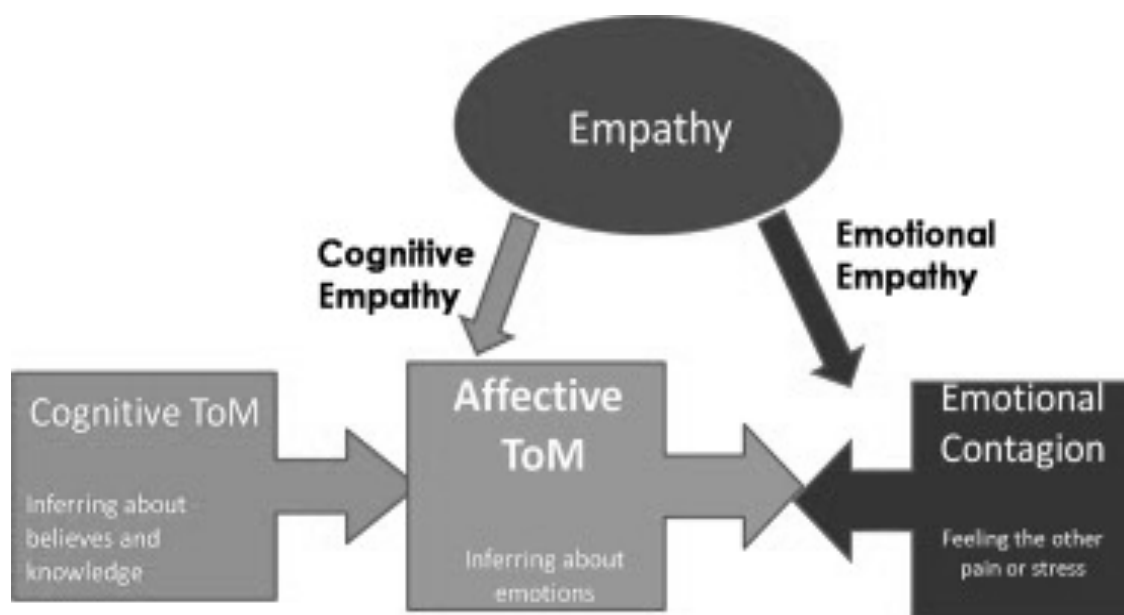 Empathy
Cognitive
Empathy
Emotional
Empathy
Cognitive ToM
Inferring about
believes and
knowledge
Affective
ToM
Inferring about
emotions
Emotional
Contagion
Feeling the other
pain or stress